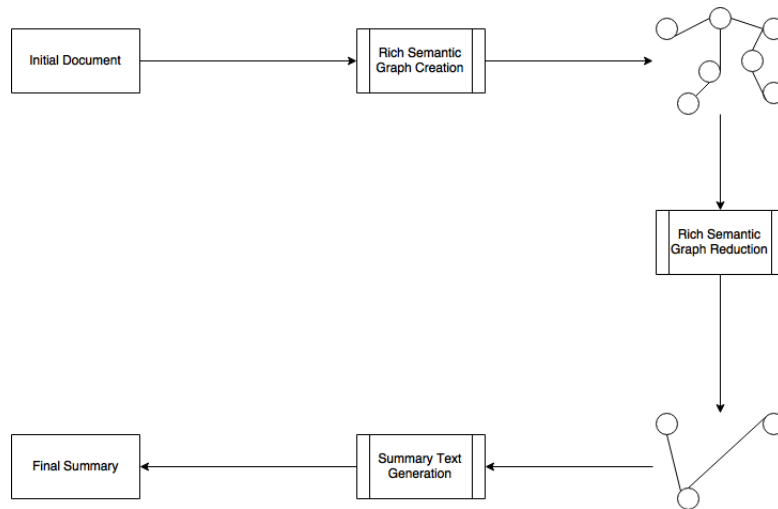 Initial Document
Rich Semantic
Graph Creation
Rich Semantic
Graph Reduction
Final Summary
Summary Text
Generation